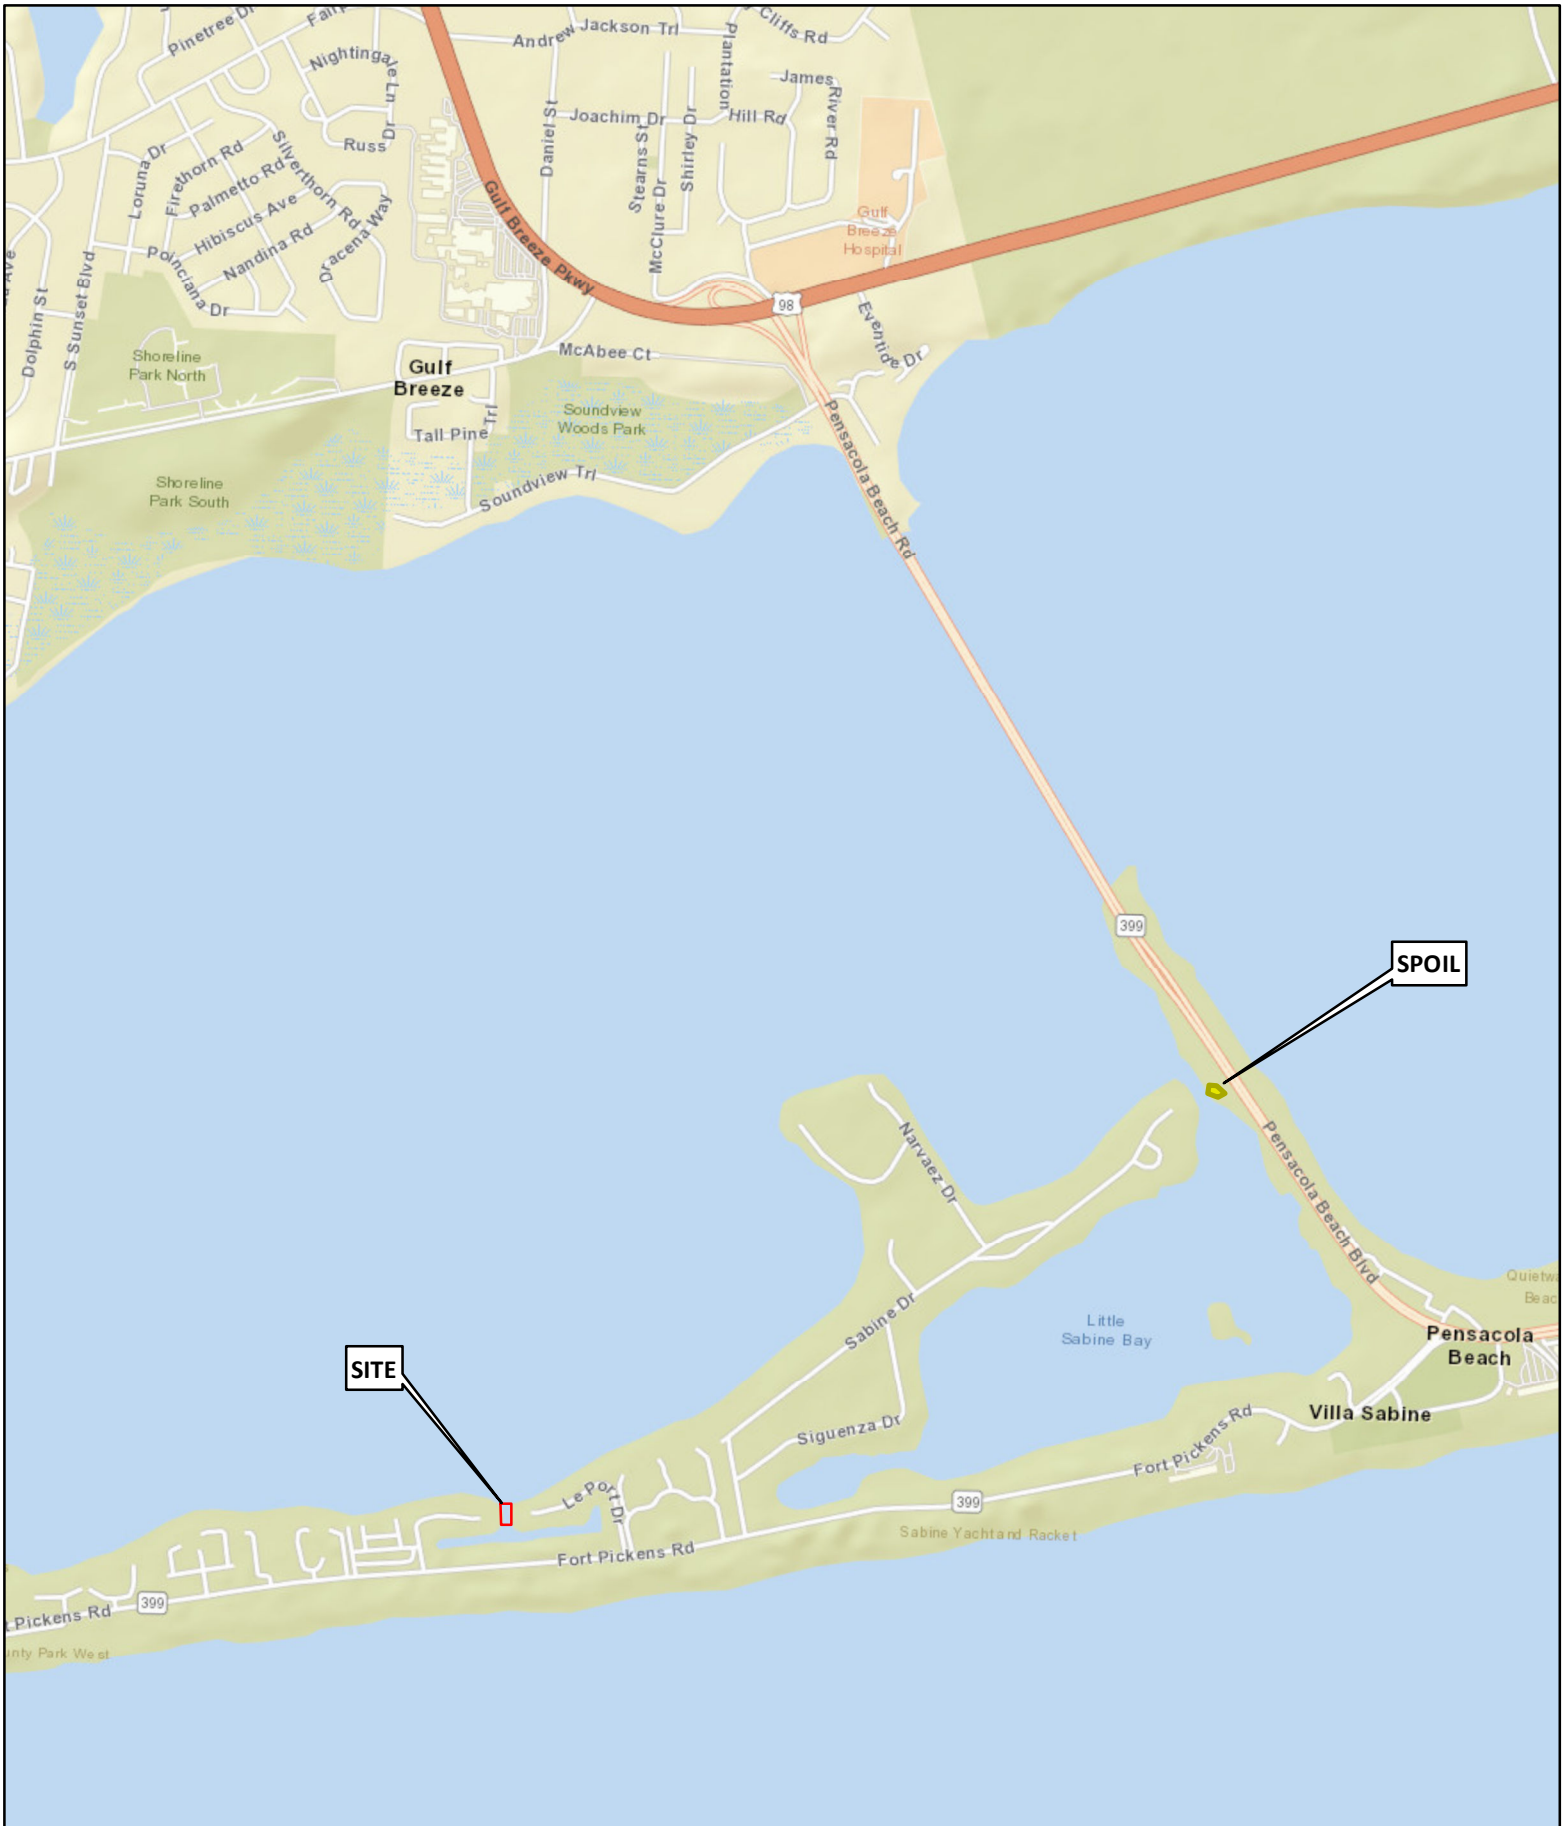 Pinetree Dr
Nightingale Ln
Andrew Jackson Trl
Plantation Hill Rd
Cliffs Rd
James River Rd
Joachim Dr
Daniel St
Stearns St
Shirley Dr
McClure Dr
Russ Dr
Loruna Dr
Firethorn Rd
Silverthorn Rd
Palmetto Rd
Hibiscus Ave
Nandina Rd
Dracena Way
Poinciana Dr
S Sunset Blvd
Dolphin St
Gulf Breeze Pkwy
Gulf
Breeze
Hospital
98
Eventide Dr
McAbee Ct
Shoreline
Park North
Gulf
Breeze
Soundview
Woods Park
Tall Pine Trl
Soundview Trl
Shoreline
Park South
Pensacola Beach Rd
399
SPOIL
Narvaez Dr
Pensacola Beach Blvd
Quietw
Beac
Sabine Dr
Little
Sabine Bay
Pensacola
Beach
SITE
Villa Sabine
Siguenza Dr
Fort Pickens Rd
Le Port Dr
399
Sabine Yacht and Racket
Fort Pickens Rd
399
t Pickens Rd
unty Park West